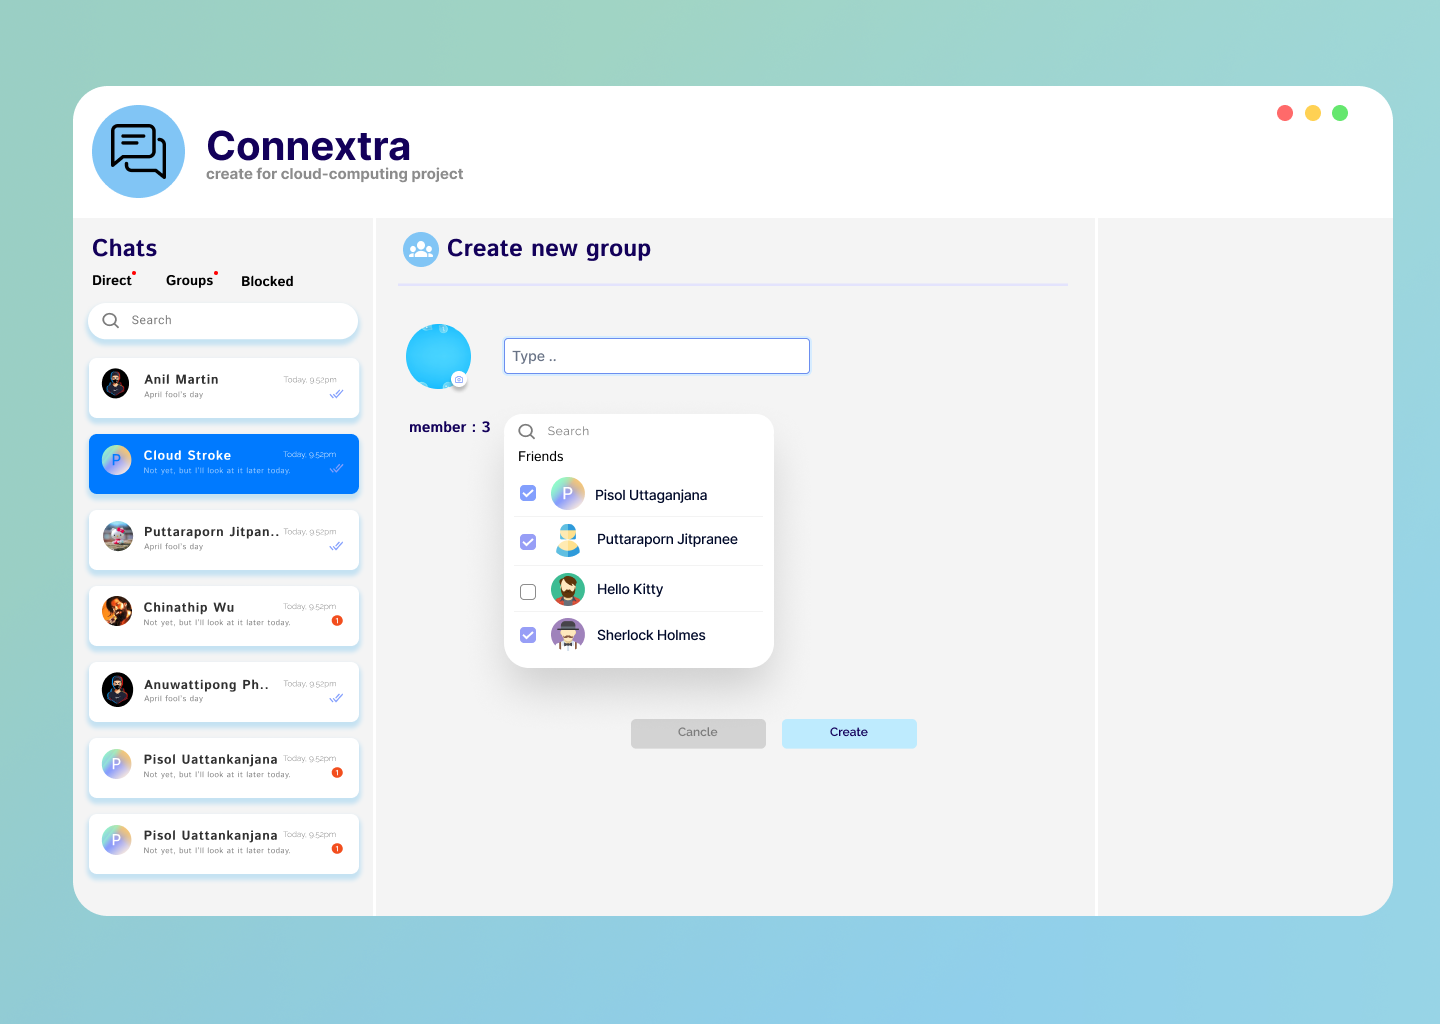 Connextra
create for cloud-computing project
Chats
Direct Groups Blocked
Search
Anil Martin Today, 9.52pm
April fool's day
P Cloud Stroke Today, 9.52pm
Not yet, but I'll look at it later today.
Puttaraporn Jitpan.. Today, 9.52pm
April fool's day
Chinathip Wu Today, 9.52pm
Not yet, but I'll look at it later today. 1
Anuwattipong Ph.. Today, 9.52pm
April fool's day
P Pisol Uattankanjana Today, 9.52pm
Not yet, but I'll look at it later today. 1
P Pisol Uattankanjana Today, 9.52pm
Not yet, but I'll look at it later today. 1
Create new group
Type ..
member : 3
Search
Friends
P Pisol Uttaganjana
Puttaraporn Jitpranee
Hello Kitty
Sherlock Holmes
Cancle Create